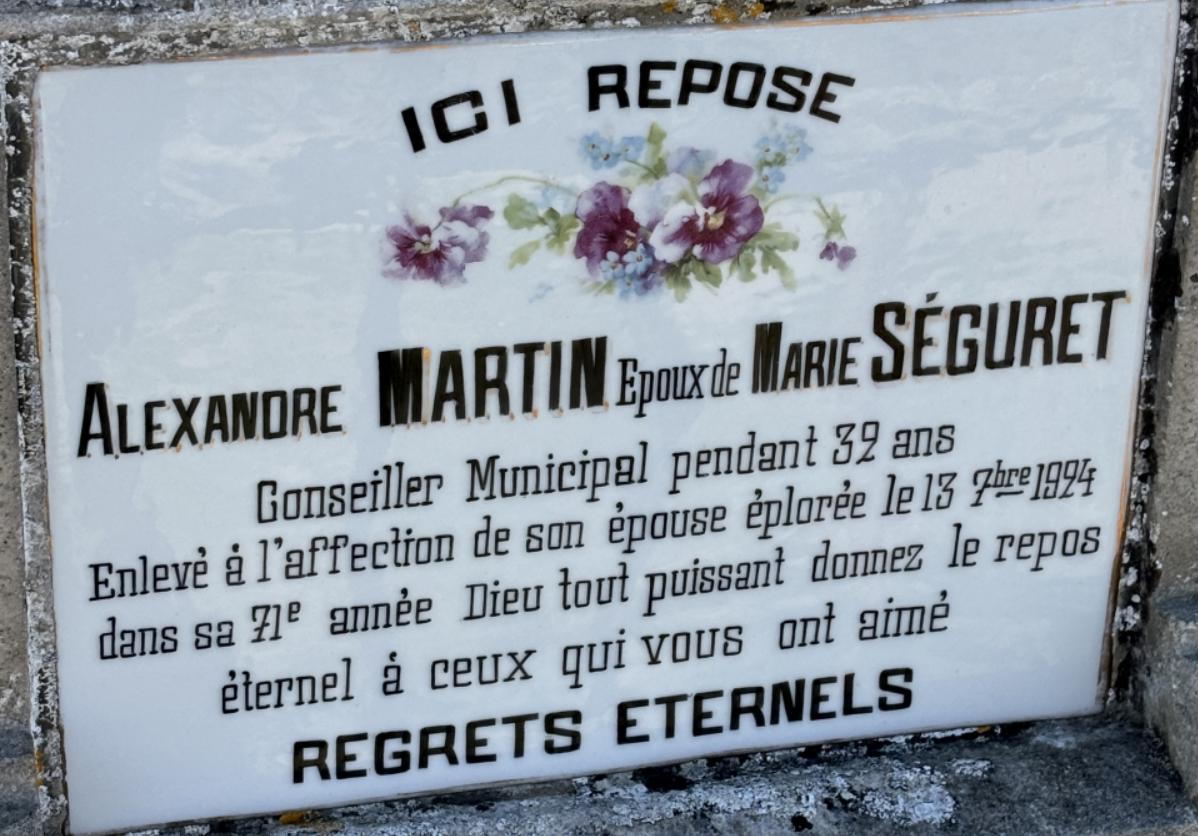 ICI REPOSE
ALEXANDRE MARTIN Epoux de MARIE SÉGURET
Conseiller Municipal pendant 32 ans
Enlevé à l'affection de son épouse éplorée le 13 7bre 1924
dans sa 71e année Dieu tout puissant donnez le repos
éternel à ceux qui vous ont aimé
REGRETS ETERNELS